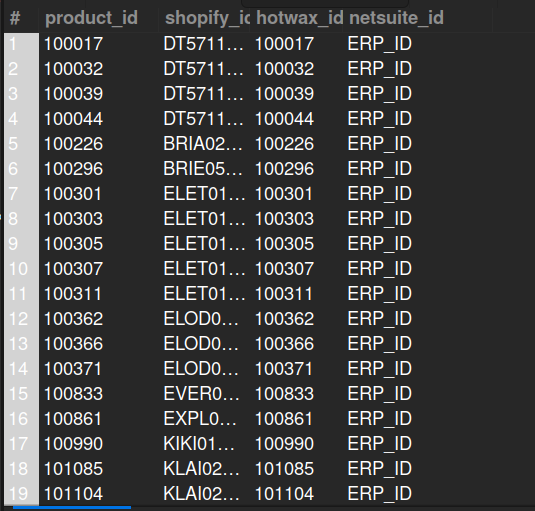 # product_id shopify_id hotwax_id netsuite_id
1 100017 DT5711... 100017 ERP_ID
2 100032 DT5711... 100032 ERP_ID
3 100039 DT5711... 100039 ERP_ID
4 100044 DT5711... 100044 ERP_ID
5 100226 BRIA02... 100226 ERP_ID
6 100296 BRIE05... 100296 ERP_ID
7 100301 ELET01... 100301 ERP_ID
8 100303 ELET01... 100303 ERP_ID
9 100305 ELET01... 100305 ERP_ID
10 100307 ELET01... 100307 ERP_ID
11 100311 ELET01... 100311 ERP_ID
12 100362 ELOD0... 100362 ERP_ID
13 100366 ELOD0... 100366 ERP_ID
14 100371 ELOD0... 100371 ERP_ID
15 100833 EVER0... 100833 ERP_ID
16 100861 EXPL0... 100861 ERP_ID
17 100990 KIKI01... 100990 ERP_ID
18 101085 KLAI02... 101085 ERP_ID
19 101104 KLAI02... 101104 ERP_ID